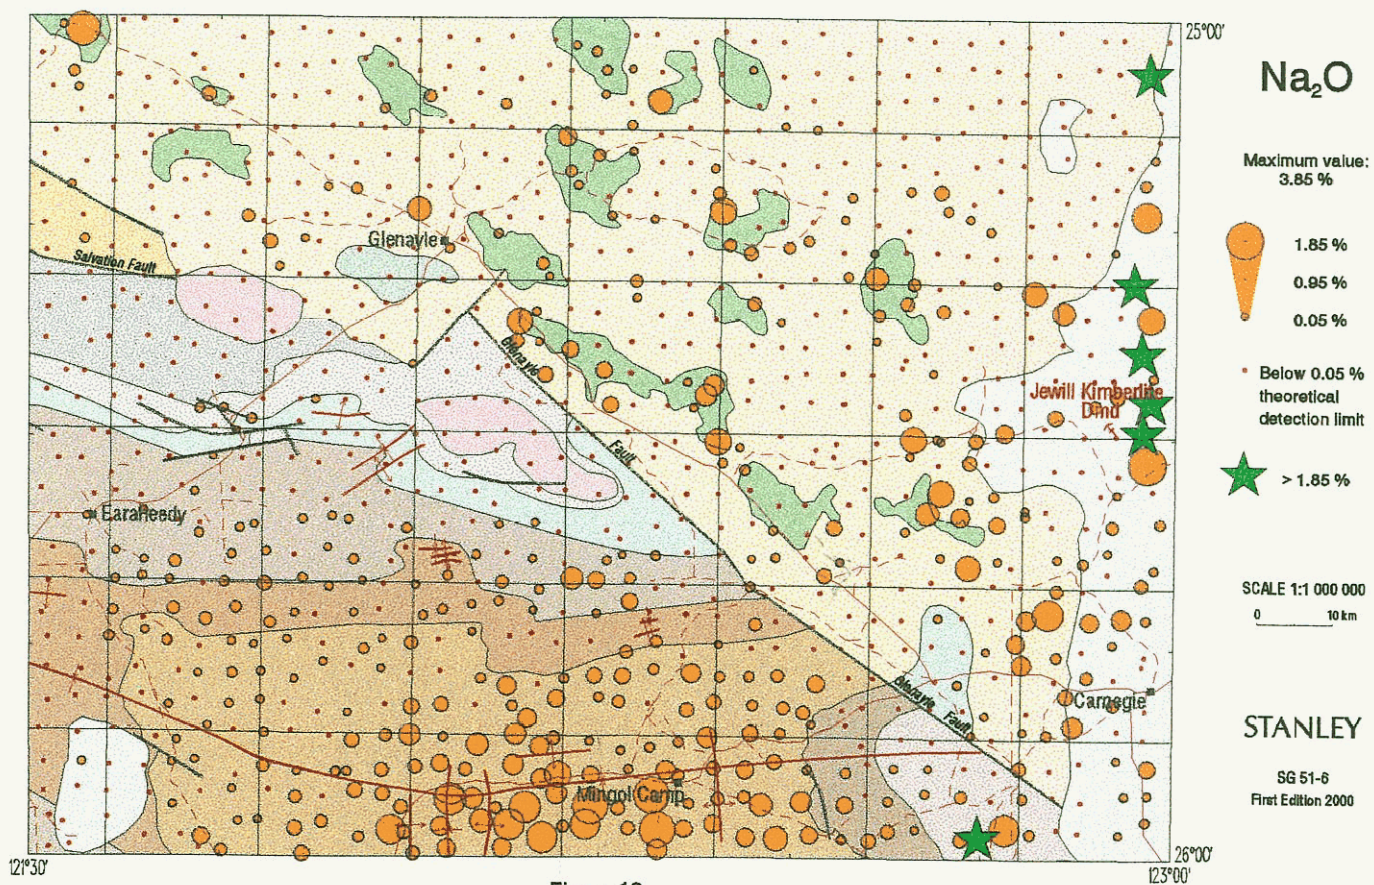 25°00'
Na₂O
Maximum value:
3.85 %
1.85 %
0.95 %
0.05 %
Below 0.05 %
theoretical
detection limit
> 1.85 %
SCALE 1:1 000 000
0 10 km
STANLEY
SG 51-6
First Edition 2000
Glenayle
Salvation Fault
Glenayle
Fault
Jewill Kimberlite
Dmd
Earaheedy
Glenayle Fault
Carnegie
Mingol Camp
121°30'
26°00'
123°00'